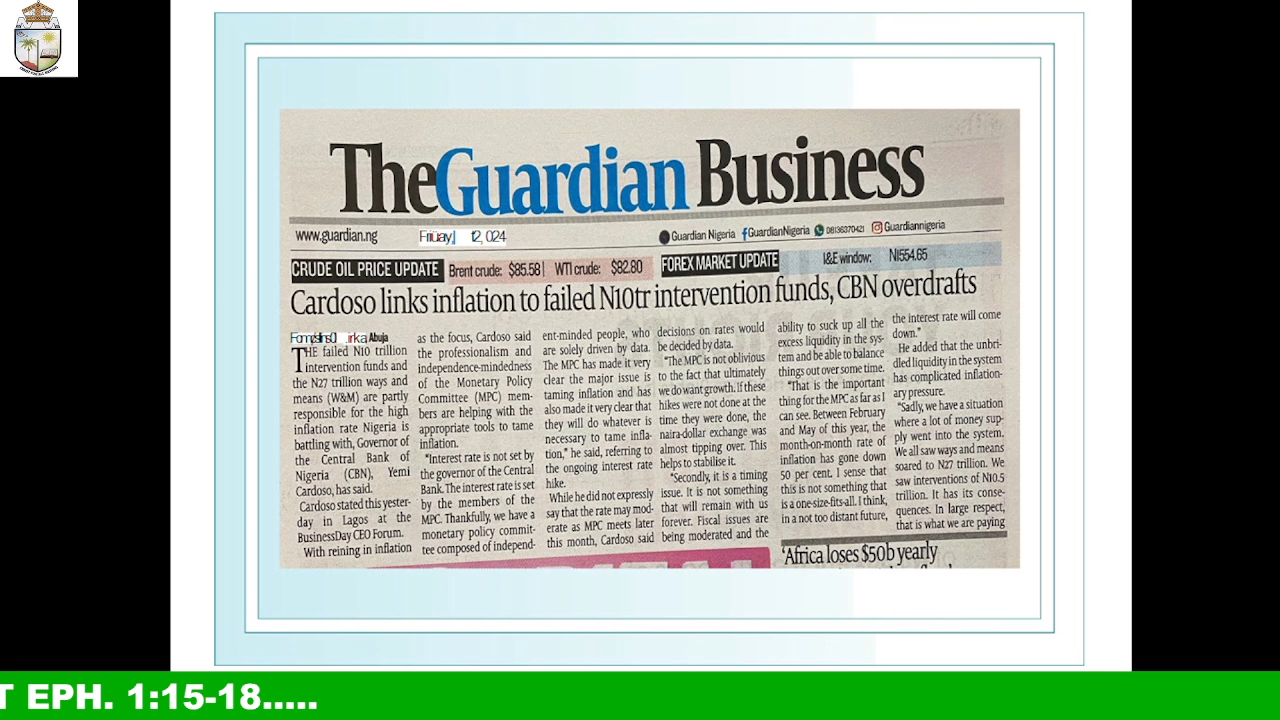 TheGuardian Business
www.guardian.ng
Guardian Nigeria GuardianNigeria 08136370421 Guardiannigeria
CRUDE OIL PRICE UPDATE Brent crude: $85.58| WTI crude: $82.80 FOREX MARKET UPDATE I&E window: N1554.65
Cardoso links inflation to failed N10tr intervention funds, CBN overdrafts
Abuja
THE failed N10 trillion
intervention funds and
the N27 trillion ways and
means (W&M) are partly
responsible for the high
inflation rate Nigeria is
battling with, Governor of
the Central Bank of
Nigeria (CBN), Yemi
Cardoso, has said.
Cardoso stated this yester-
day in Lagos at the
BusinessDay CEO Forum.
With reining in inflation
as the focus, Cardoso said
the professionalism and
independence-mindedness
of the Monetary Policy
Committee (MPC) mem-
bers are helping with the
appropriate tools to tame
inflation.
"Interest rate is not set by
the governor of the Central
Bank. The interest rate is set
by the members of the
MPC. Thankfully, we have a
monetary policy commit-
tee composed of independ-
ent-minded people, who
are solely driven by data.
The MPC has made it very
clear the major issue is
taming inflation and has
also made it very clear that
they will do whatever is
necessary to tame infla-
tion," he said, referring to
the ongoing interest rate
hike.
While he did not expressly
say that the rate may mod-
erate as MPC meets later
this month, Cardoso said
decisions on rates would
be decided by data.
"The MPC is not oblivious
to the fact that ultimately
we do want growth. If these
hikes were not done at the
time they were done, the
naira-dollar exchange was
almost tipping over. This
helps to stabilise it.
"Secondly, it is a timing
issue. It is not something
that will remain with us
forever. Fiscal issues are
being moderated and the
ability to suck up all the
excess liquidity in the sys-
tem and be able to balance
things out over some time.
"That is the important
thing for the MPC as far as I
can see. Between February
and May of this year, the
month-on-month rate of
inflation has gone down
50 per cent. I sense that
this is not something that
is a one-size-fits-all. I think,
in a not too distant future,
the interest rate will come
down."
He added that the unbri-
dled liquidity in the system
has complicated inflation-
ary pressure.
"Sadly, we have a situation
where a lot of money sup-
ply went into the system.
We all saw ways and means
soared to N27 trillion. We
saw interventions of N10.5
trillion. It has its conse-
quences. In large respect,
that is what we are paying
'Africa loses $50b yearly
T EPH. 1:15-18.....